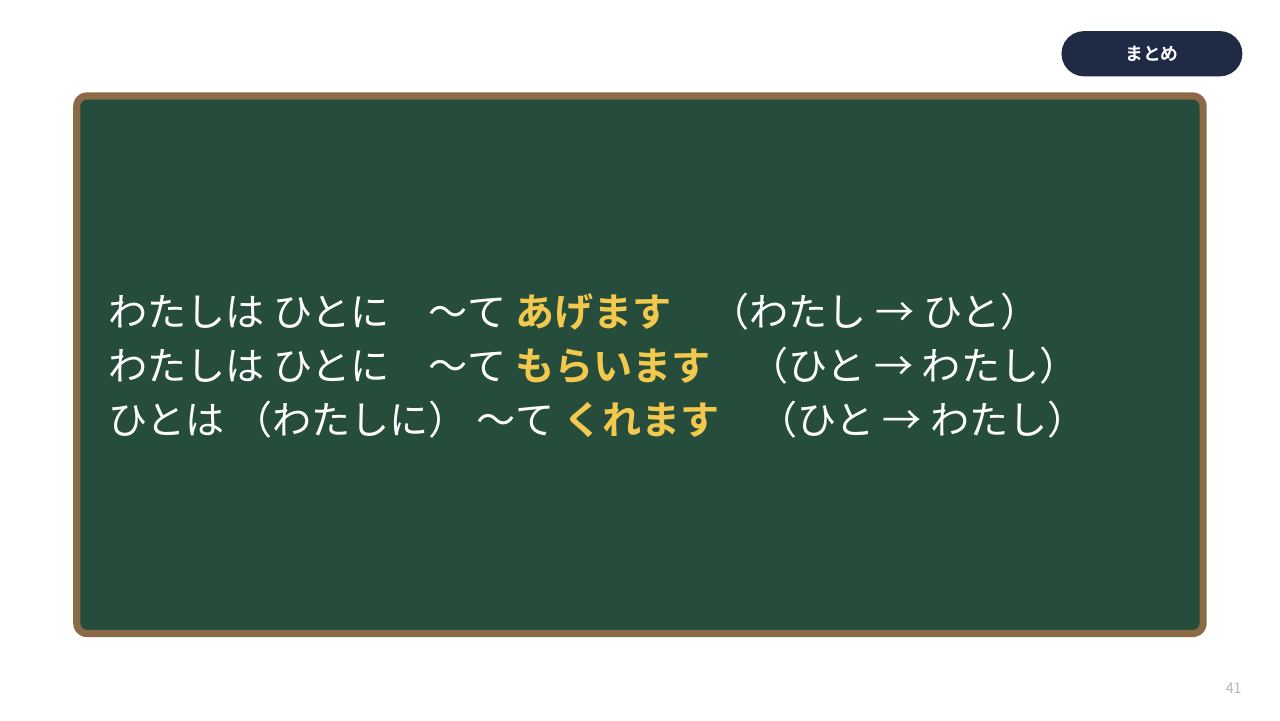 まとめ
わたしは ひとに　～て あげます　（わたし → ひと）
わたしは ひとに　～て もらいます　（ひと → わたし）
ひとは （わたしに） ～て くれます　（ひと → わたし）
41